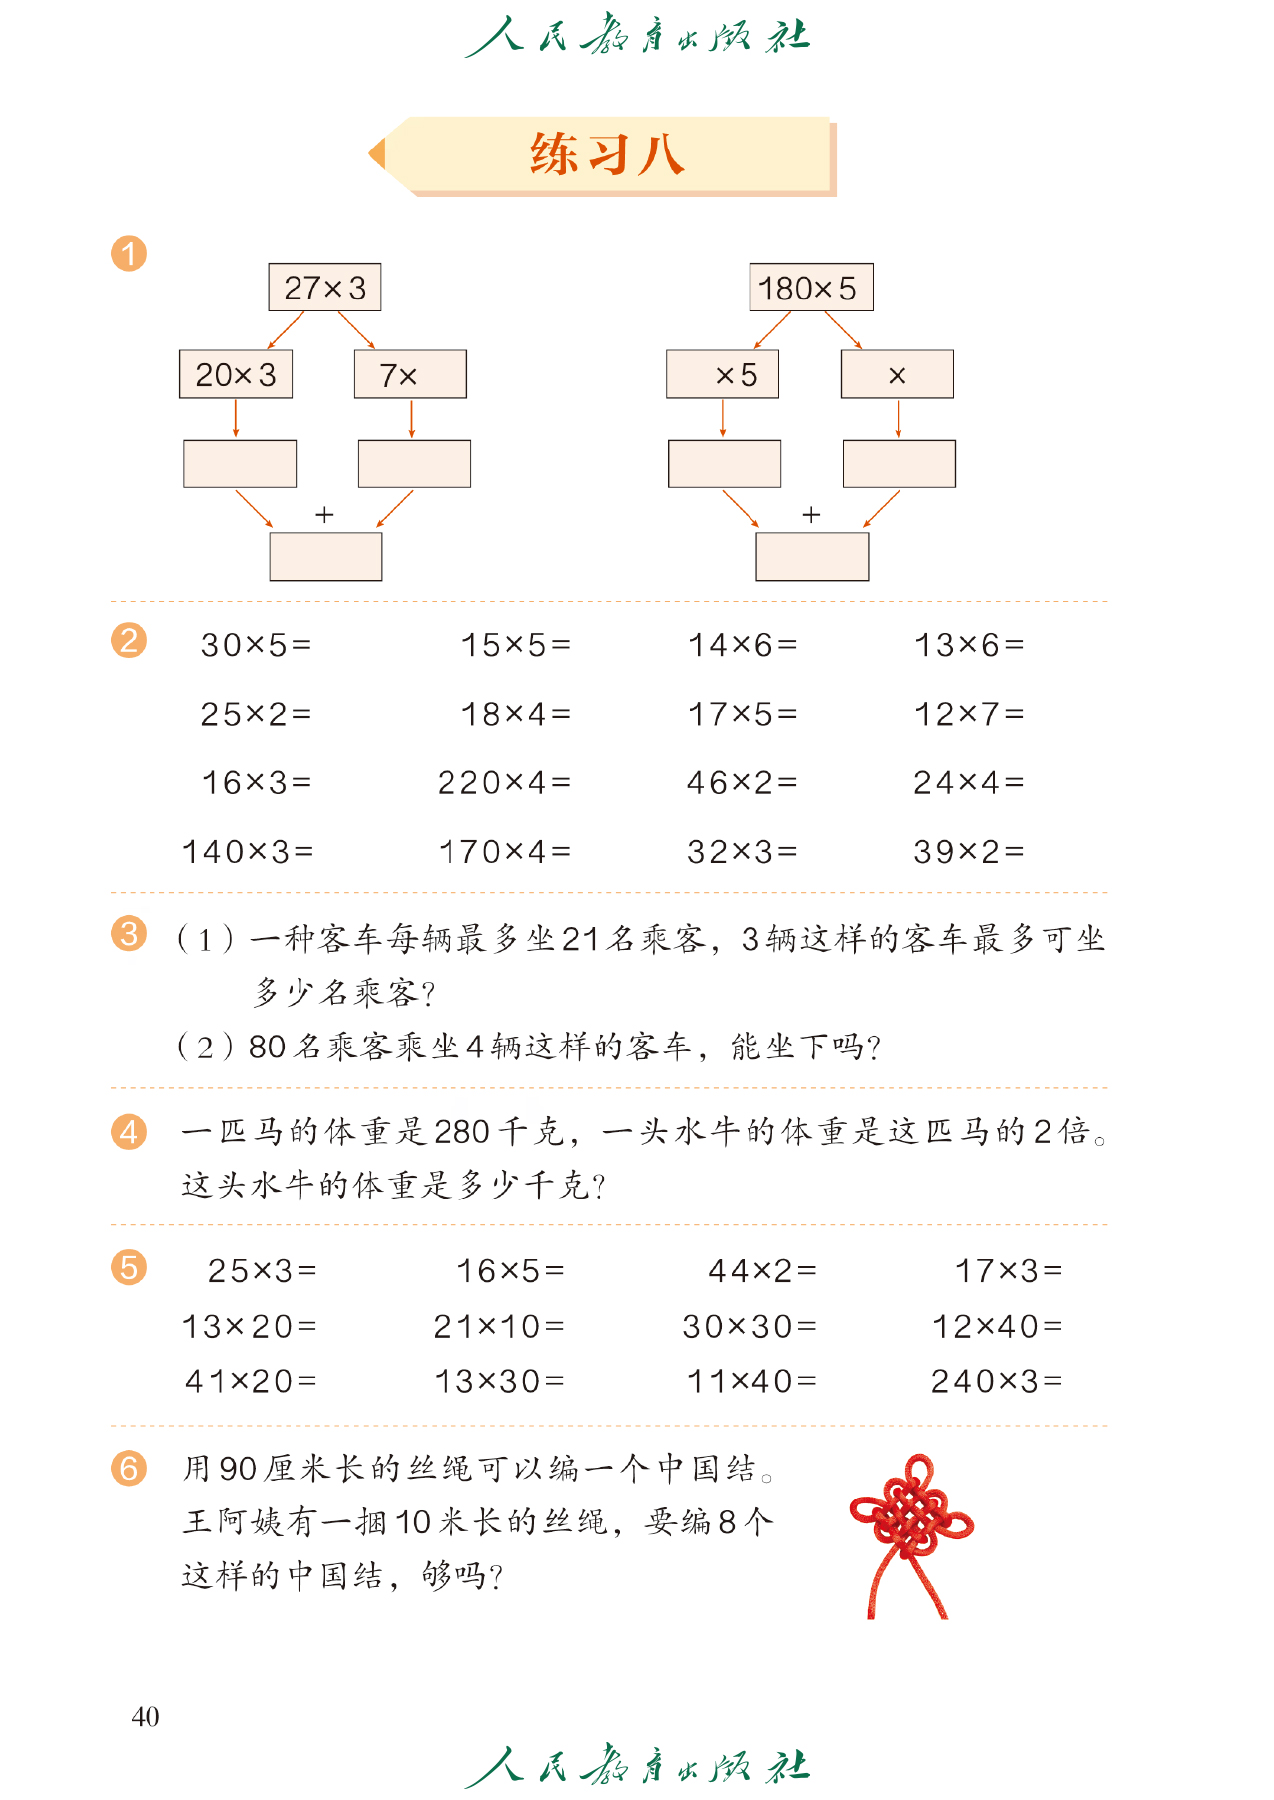 人民教育出版社
练习八
1
27×3
180×5
20×3
7×
×5
×
+
+
2
30×5= 15×5= 14×6= 13×6=
25×2= 18×4= 17×5= 12×7=
16×3= 220×4= 46×2= 24×4=
140×3= 170×4= 32×3= 39×2=
3
（1）一种客车每辆最多坐21名乘客，3辆这样的客车最多可坐
多少名乘客？
（2）80名乘客乘坐4辆这样的客车，能坐下吗？
4
一匹马的体重是280千克，一头水牛的体重是这匹马的2倍。
这头水牛的体重是多少千克？
5
25×3= 16×5= 44×2= 17×3=
13×20= 21×10= 30×30= 12×40=
41×20= 13×30= 11×40= 240×3=
6
用90厘米长的丝绳可以编一个中国结。
王阿姨有一捆10米长的丝绳，要编8个
这样的中国结，够吗？
40
人民教育出版社